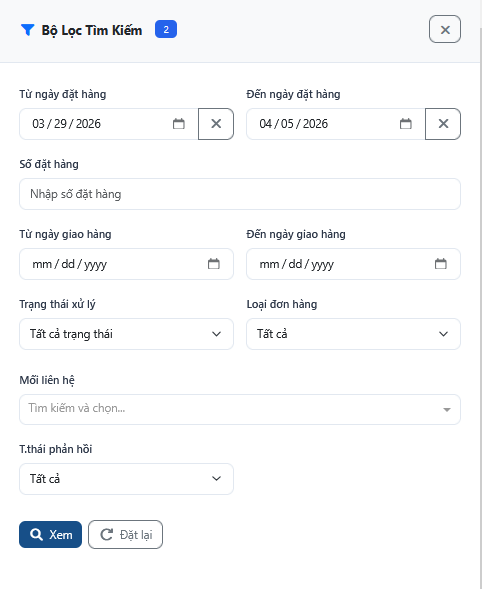 Bộ Lọc Tìm Kiếm 2
Từ ngày đặt hàng Đến ngày đặt hàng
03/29/2026 04/05/2026
Số đặt hàng
Nhập số đặt hàng
Từ ngày giao hàng Đến ngày giao hàng
mm/dd/yyyy mm/dd/yyyy
Trạng thái xử lý Loại đơn hàng
Tất cả trạng thái Tất cả
Mối liên hệ
Tìm kiếm và chọn...
T.thái phản hồi
Tất cả
Xem Đặt lại